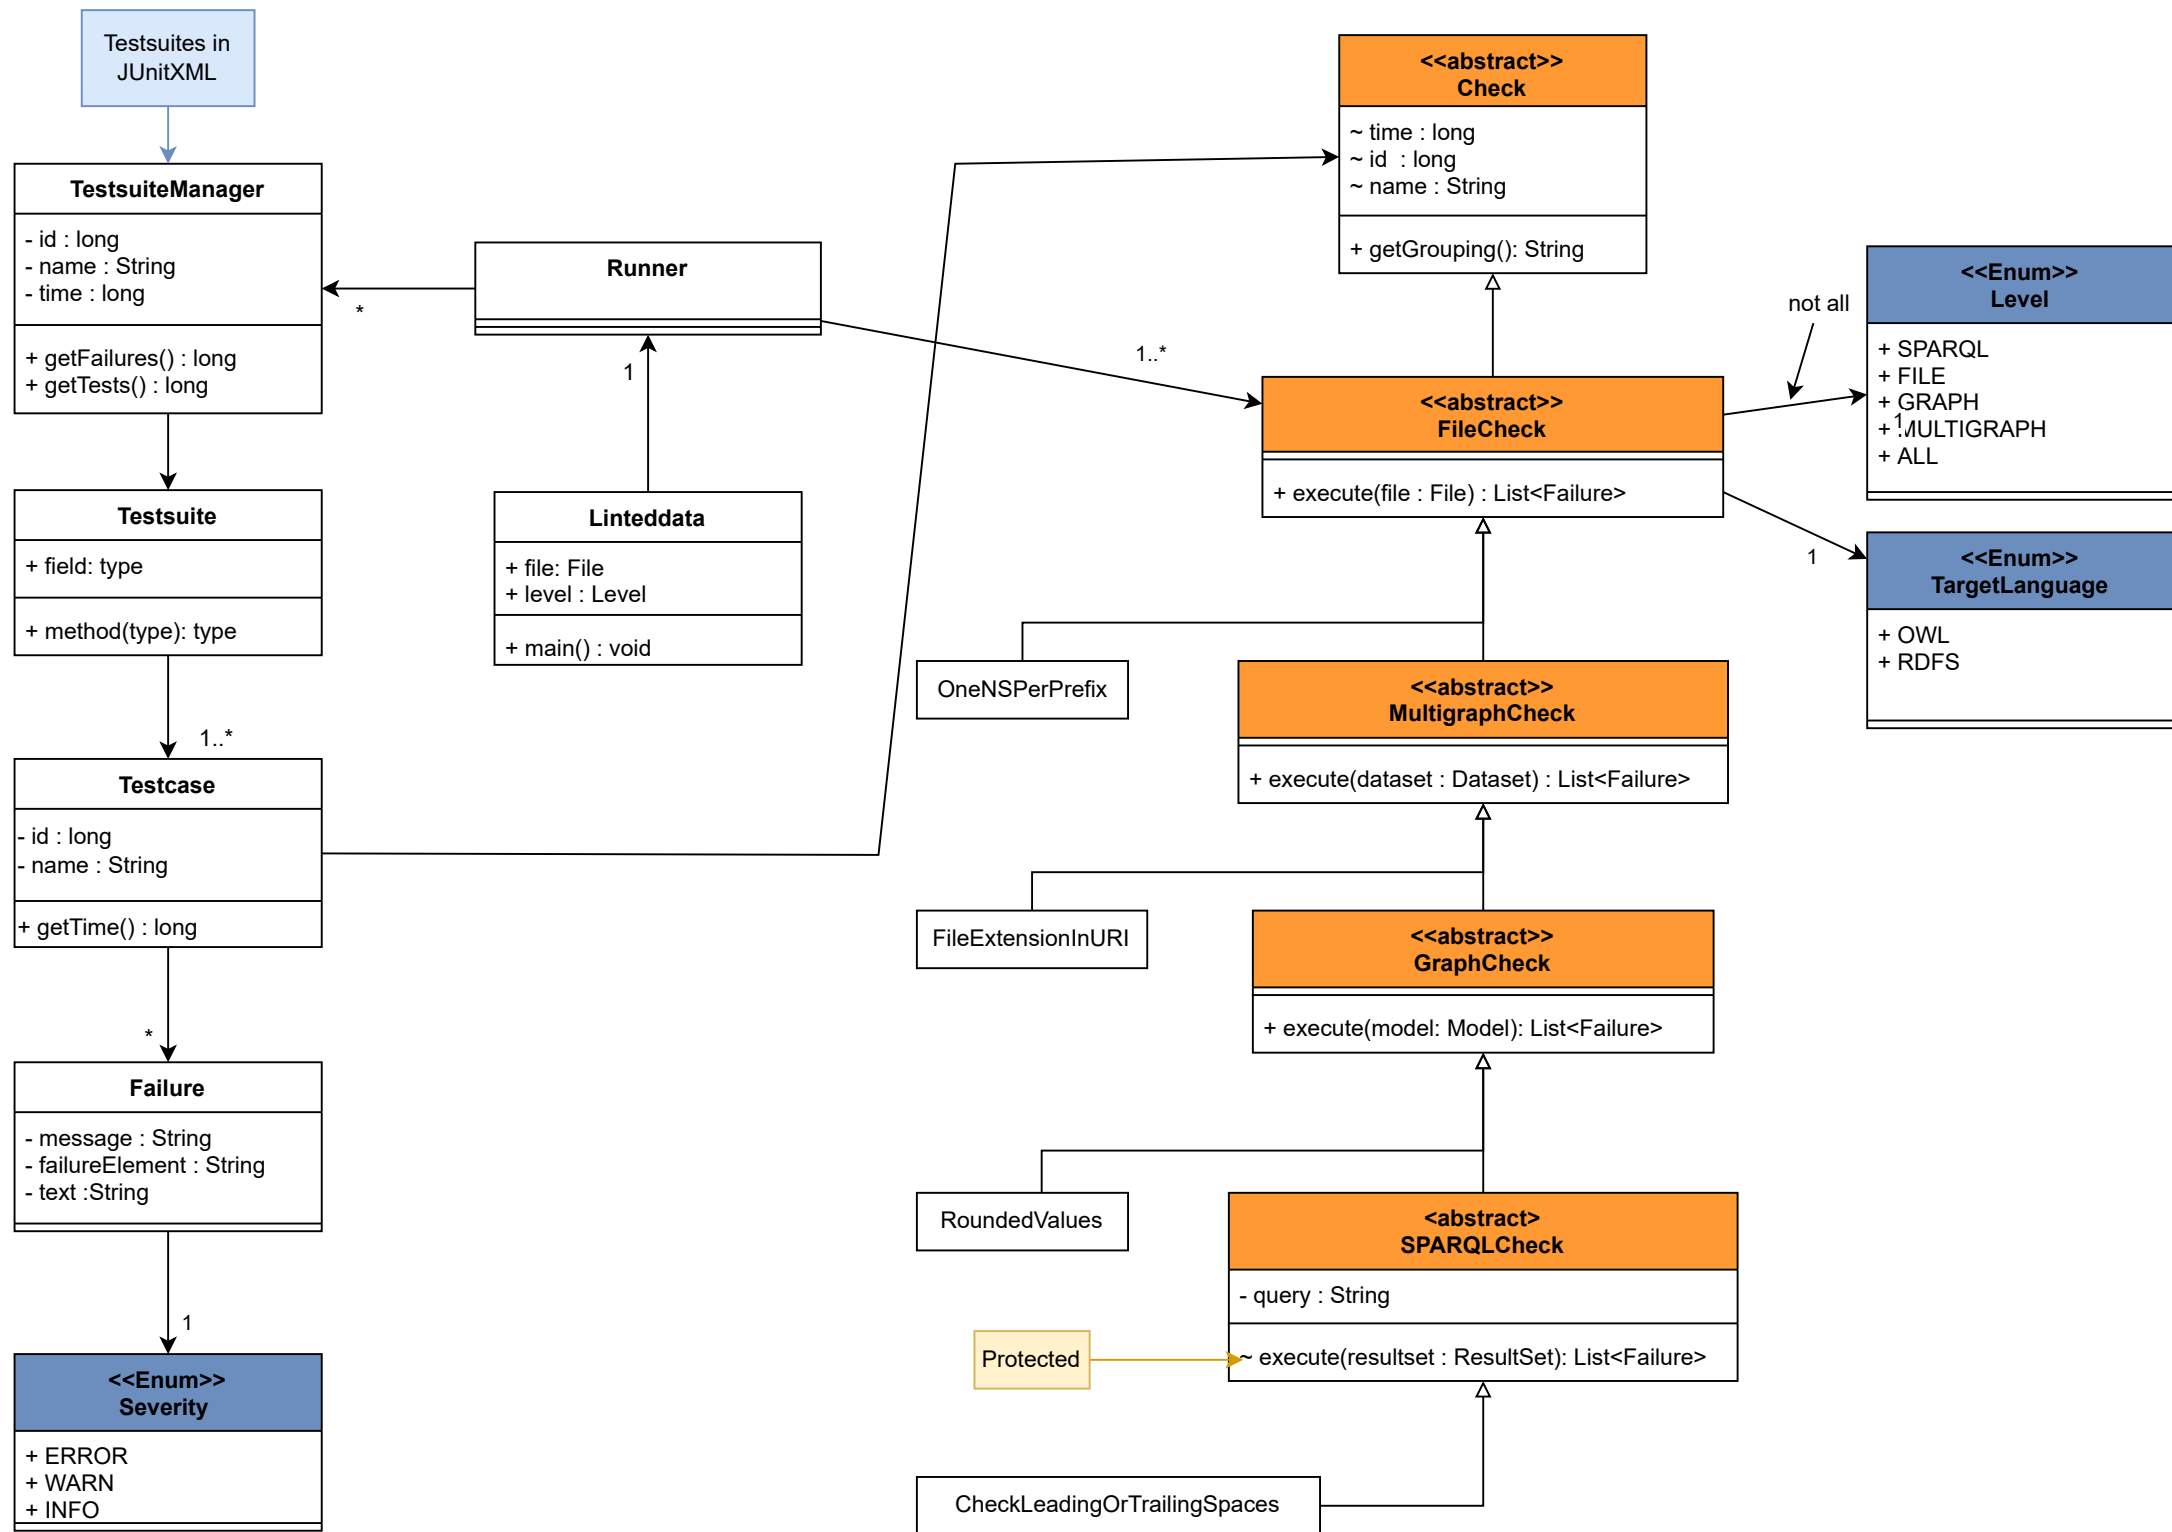 Testsuites in
JUnitXML
TestsuiteManager
- id : long
- name : String
- time : long
+ getFailures() : long
+ getTests() : long
*
Runner
1
Linteddata
+ file: File
+ level : Level
+ main() : void
Testsuite
+ field: type
+ method(type): type
1..*
Testcase
- id : long
- name : String
+ getTime() : long
*
Failure
- message : String
- failureElement : String
- text :String
1
<<Enum>>
Severity
+ ERROR
+ WARN
+ INFO
<<abstract>>
Check
~ time : long
~ id : long
~ name : String
+ getGrouping(): String
1..*
<<abstract>>
FileCheck
+ execute(file : File) : List<Failure>
not all
<<Enum>>
Level
+ SPARQL
+ FILE
+ GRAPH
1
+ MULTIGRAPH
+ ALL
1
<<Enum>>
TargetLanguage
+ OWL
+ RDFS
OneNSPerPrefix
<<abstract>>
MultigraphCheck
+ execute(dataset : Dataset) : List<Failure>
FileExtensionInURI
<<abstract>>
GraphCheck
+ execute(model: Model): List<Failure>
RoundedValues
<abstract>
SPARQLCheck
- query : String
Protected
~ execute(resultset : ResultSet): List<Failure>
CheckLeadingOrTrailingSpaces